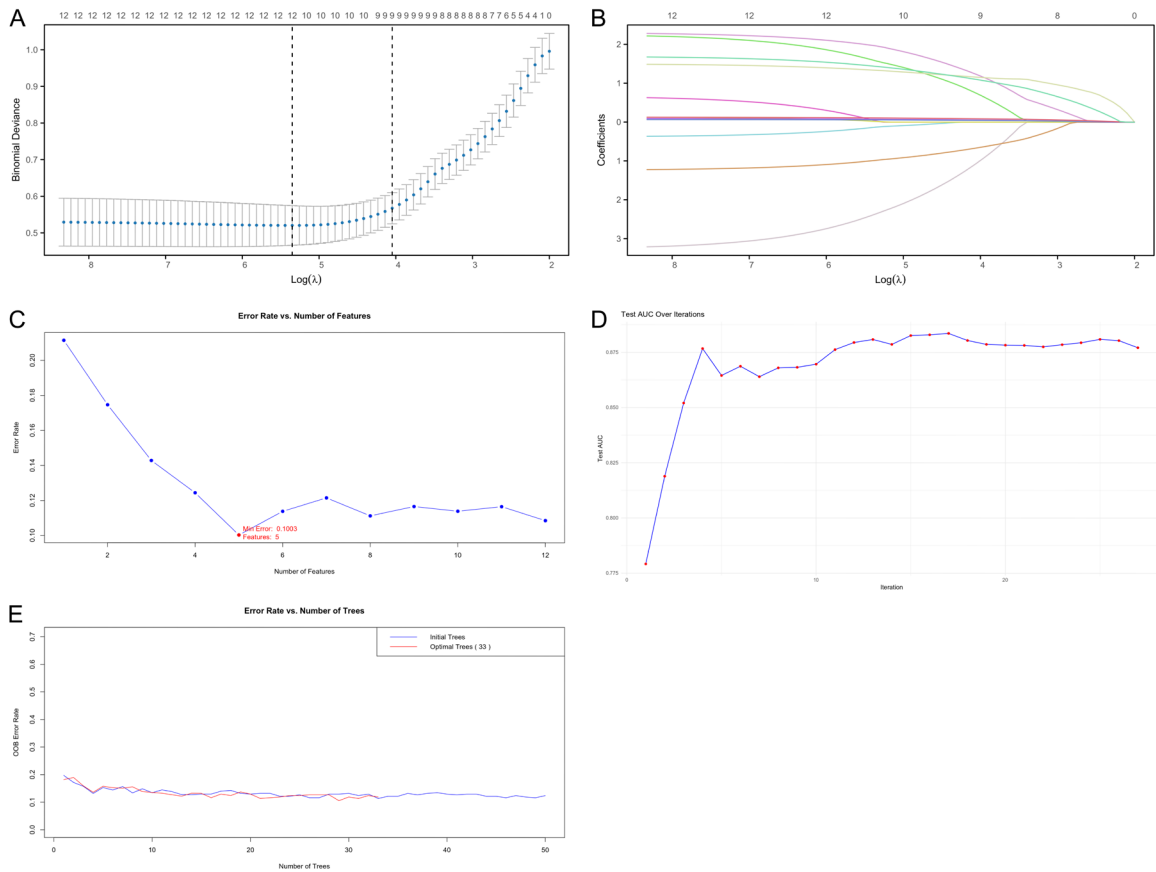 A
12 12 12 12 12 12 12 12 12 12 12 12 12 12 12 12 12 10 10 10 10 10 9 9 9 9 9 9 9 9 9 8 8 8 8 8 8 8 7 7 6 5 5 4 4 1 0
Binomial Deviance
1.0
0.9
0.8
0.7
0.6
0.5
8 7 6 5 4 3 2
Log(λ)
B
12 12 12 10 9 8 0
Coefficients
2
1
0
1
2
3
8 7 6 5 4 3 2
Log(λ)
C
Error Rate vs. Number of Features
Error Rate
0.20
0.18
0.16
0.14
0.12
0.10
Min Error: 0.1003
Features: 5
2 4 6 8 10 12
Number of Features
D
Test AUC Over Iterations
Test AUC
0.875
0.850
0.825
0.800
0.775
0 10 20
Iteration
E
Error Rate vs. Number of Trees
Initial Trees
Optimal Trees ( 33 )
OOB Error Rate
0.7
0.6
0.5
0.4
0.3
0.2
0.1
0.0
0 10 20 30 40 50
Number of Trees